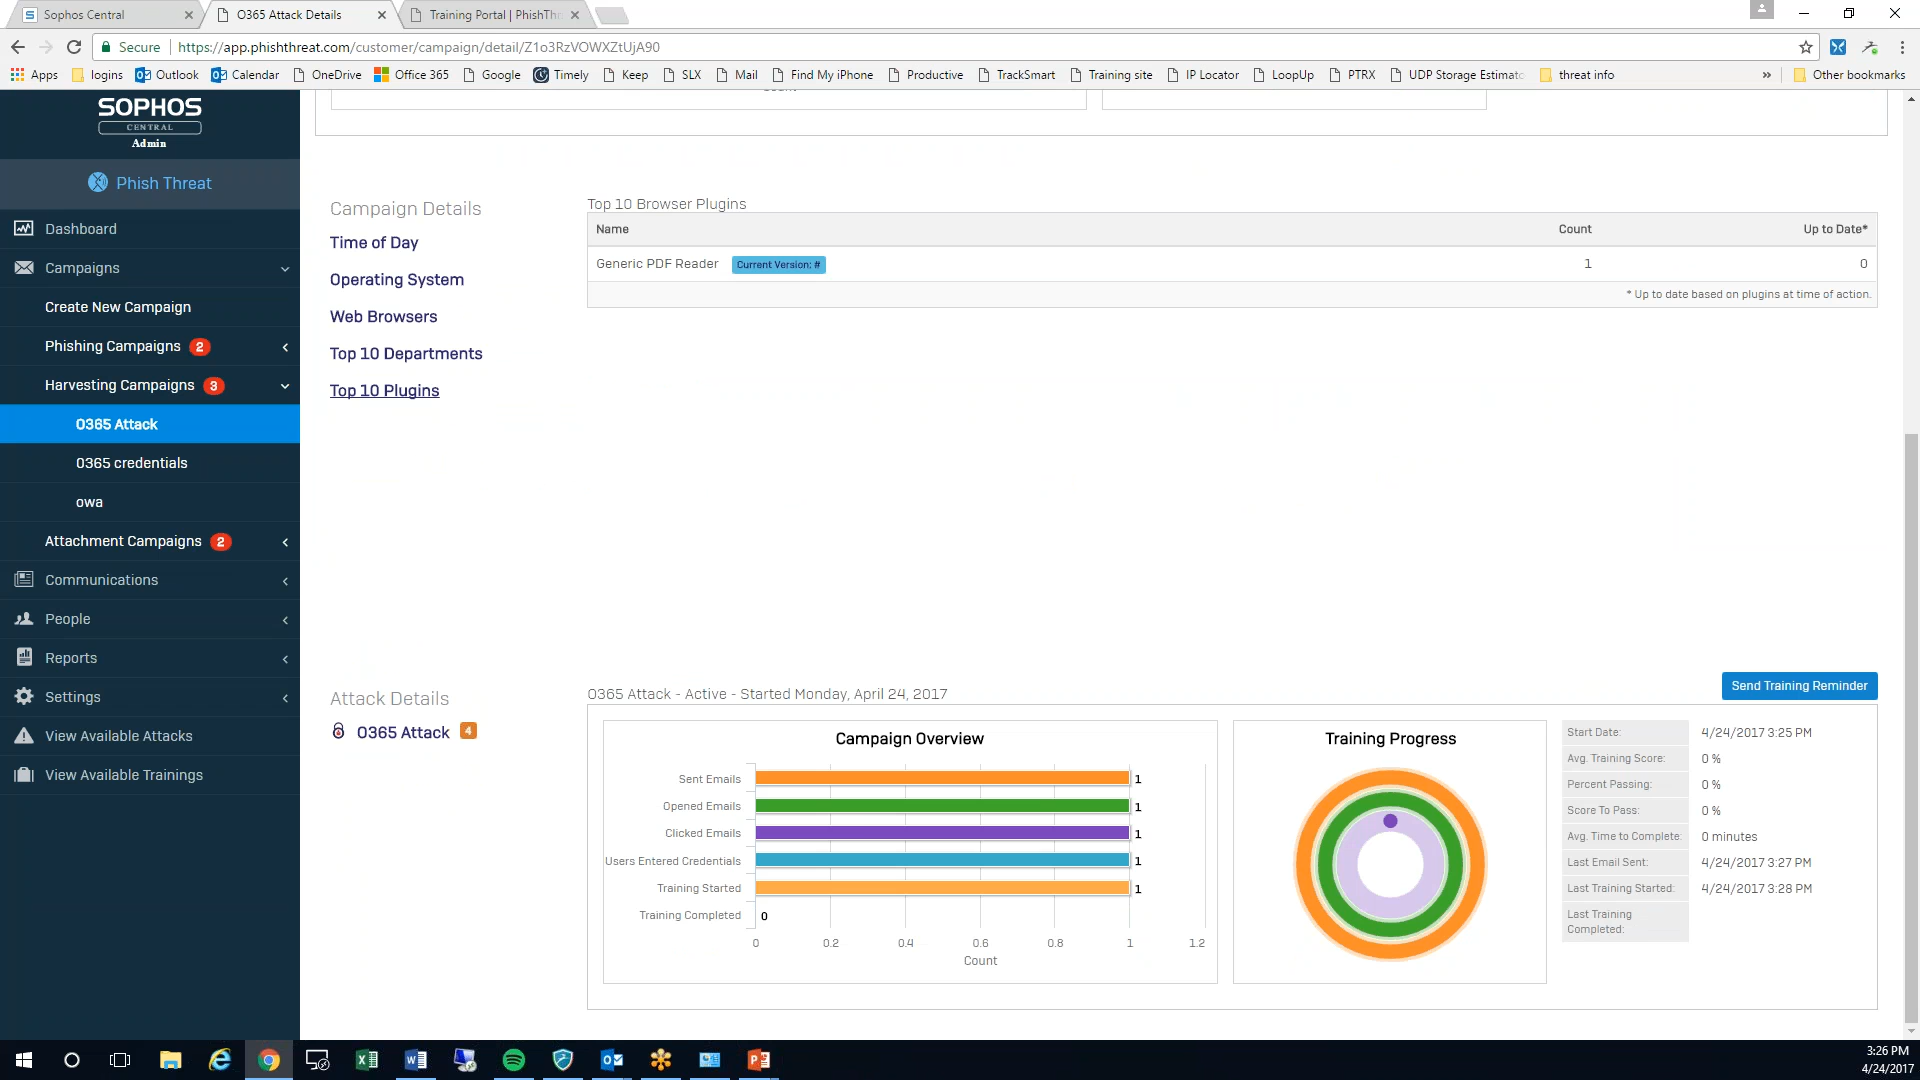 Sophos Central
O365 Attack Details
Training Portal | PhishThr
Secure
https://app.phishthreat.com/customer/campaign/detail/Z1o3RzVOWXZtUjA90
Apps
logins
Outlook
Calendar
OneDrive
Office 365
Google
Timely
Keep
SLX
Mail
Find My iPhone
Productive
TrackSmart
Training site
IP Locator
LoopUp
PTRX
UDP Storage Estimato
threat info
»
Other bookmarks
SOPHOS
CENTRAL
Admin
Phish Threat
Dashboard
Campaigns
Create New Campaign
Phishing Campaigns 2
Harvesting Campaigns 3
O365 Attack
O365 credentials
owa
Attachment Campaigns 2
Communications
People
Reports
Settings
View Available Attacks
View Available Trainings
Campaign Details
Time of Day
Operating System
Web Browsers
Top 10 Departments
Top 10 Plugins
Top 10 Browser Plugins
Name Count Up to Date*
Generic PDF Reader Current Version: # 1 0
* Up to date based on plugins at time of action.
Attack Details
O365 Attack 4
O365 Attack - Active - Started Monday, April 24, 2017
Send Training Reminder
Campaign Overview
Sent Emails 1
Opened Emails 1
Clicked Emails 1
Users Entered Credentials 1
Training Started 1
Training Completed 0
0 0.2 0.4 0.6 0.8 1 1.2
Count
Training Progress
Start Date: 4/24/2017 3:25 PM
Avg. Training Score: 0 %
Percent Passing: 0 %
Score To Pass: 0 %
Avg. Time to Complete: 0 minutes
Last Email Sent: 4/24/2017 3:27 PM
Last Training Started: 4/24/2017 3:28 PM
Last Training
Completed:
3:26 PM
4/24/2017